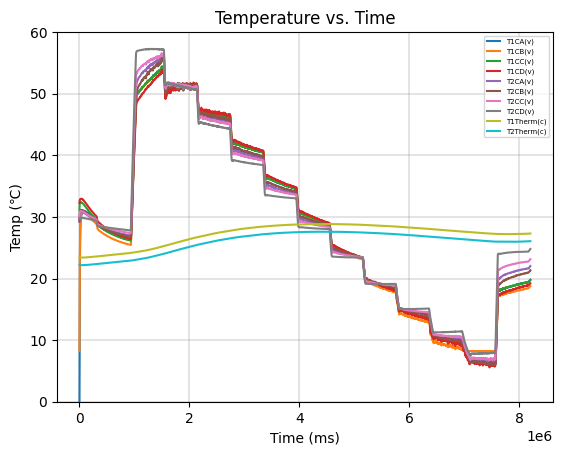 Temperature vs. Time
Temp (℃)
60
50
40
30
20
10
0
T1CA(v)
T1CB(v)
T1CC(v)
T1CD(v)
T2CA(v)
T2CB(v)
T2CC(v)
T2CD(v)
T1Therm(c)
T2Therm(c)
0 2 4 6 8
1e6
Time (ms)